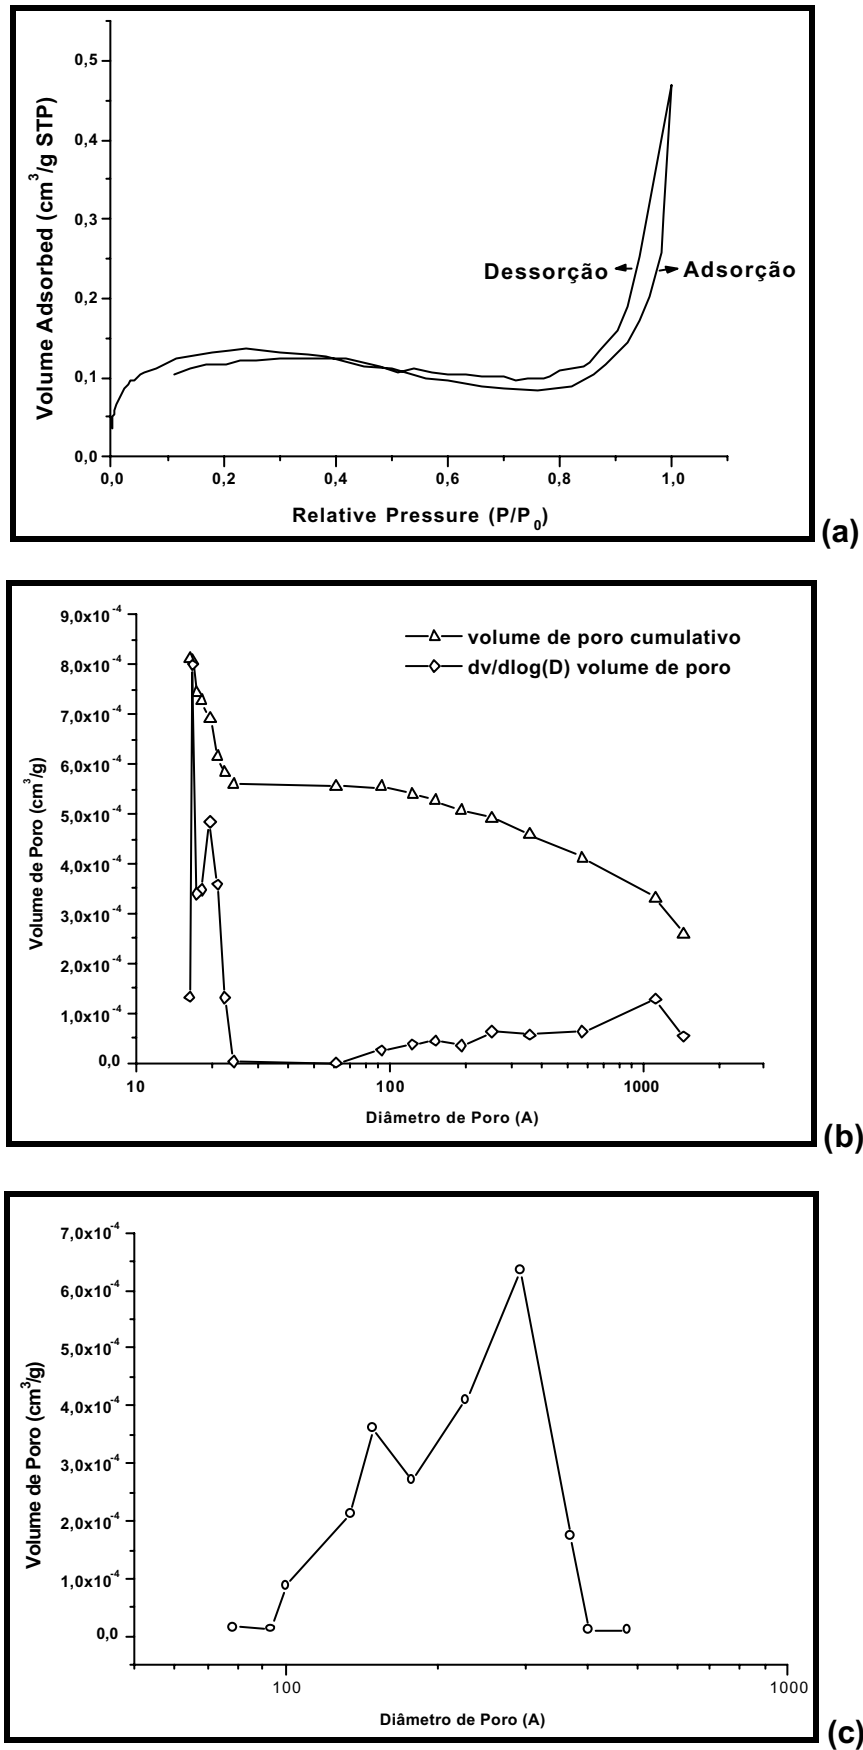 0,5
0,4
0,3
0,2
0,1
0,0
Volume Adsorbed (cm³/g STP)
Dessorção
Adsorção
0,0 0,2 0,4 0,6 0,8 1,0
Relative Pressure (P/P₀)
(a)
9,0x10⁻⁴
8,0x10⁻⁴
7,0x10⁻⁴
6,0x10⁻⁴
5,0x10⁻⁴
4,0x10⁻⁴
3,0x10⁻⁴
2,0x10⁻⁴
1,0x10⁻⁴
0,0
Volume de Poro (cm³/g)
volume de poro cumulativo
dv/dlog(D) volume de poro
10 100 1000
Diâmetro de Poro (A)
(b)
7,0x10⁻⁴
6,0x10⁻⁴
5,0x10⁻⁴
4,0x10⁻⁴
3,0x10⁻⁴
2,0x10⁻⁴
1,0x10⁻⁴
0,0
Volume de Poro (cm³/g)
100 1000
Diâmetro de Poro (A)
(c)